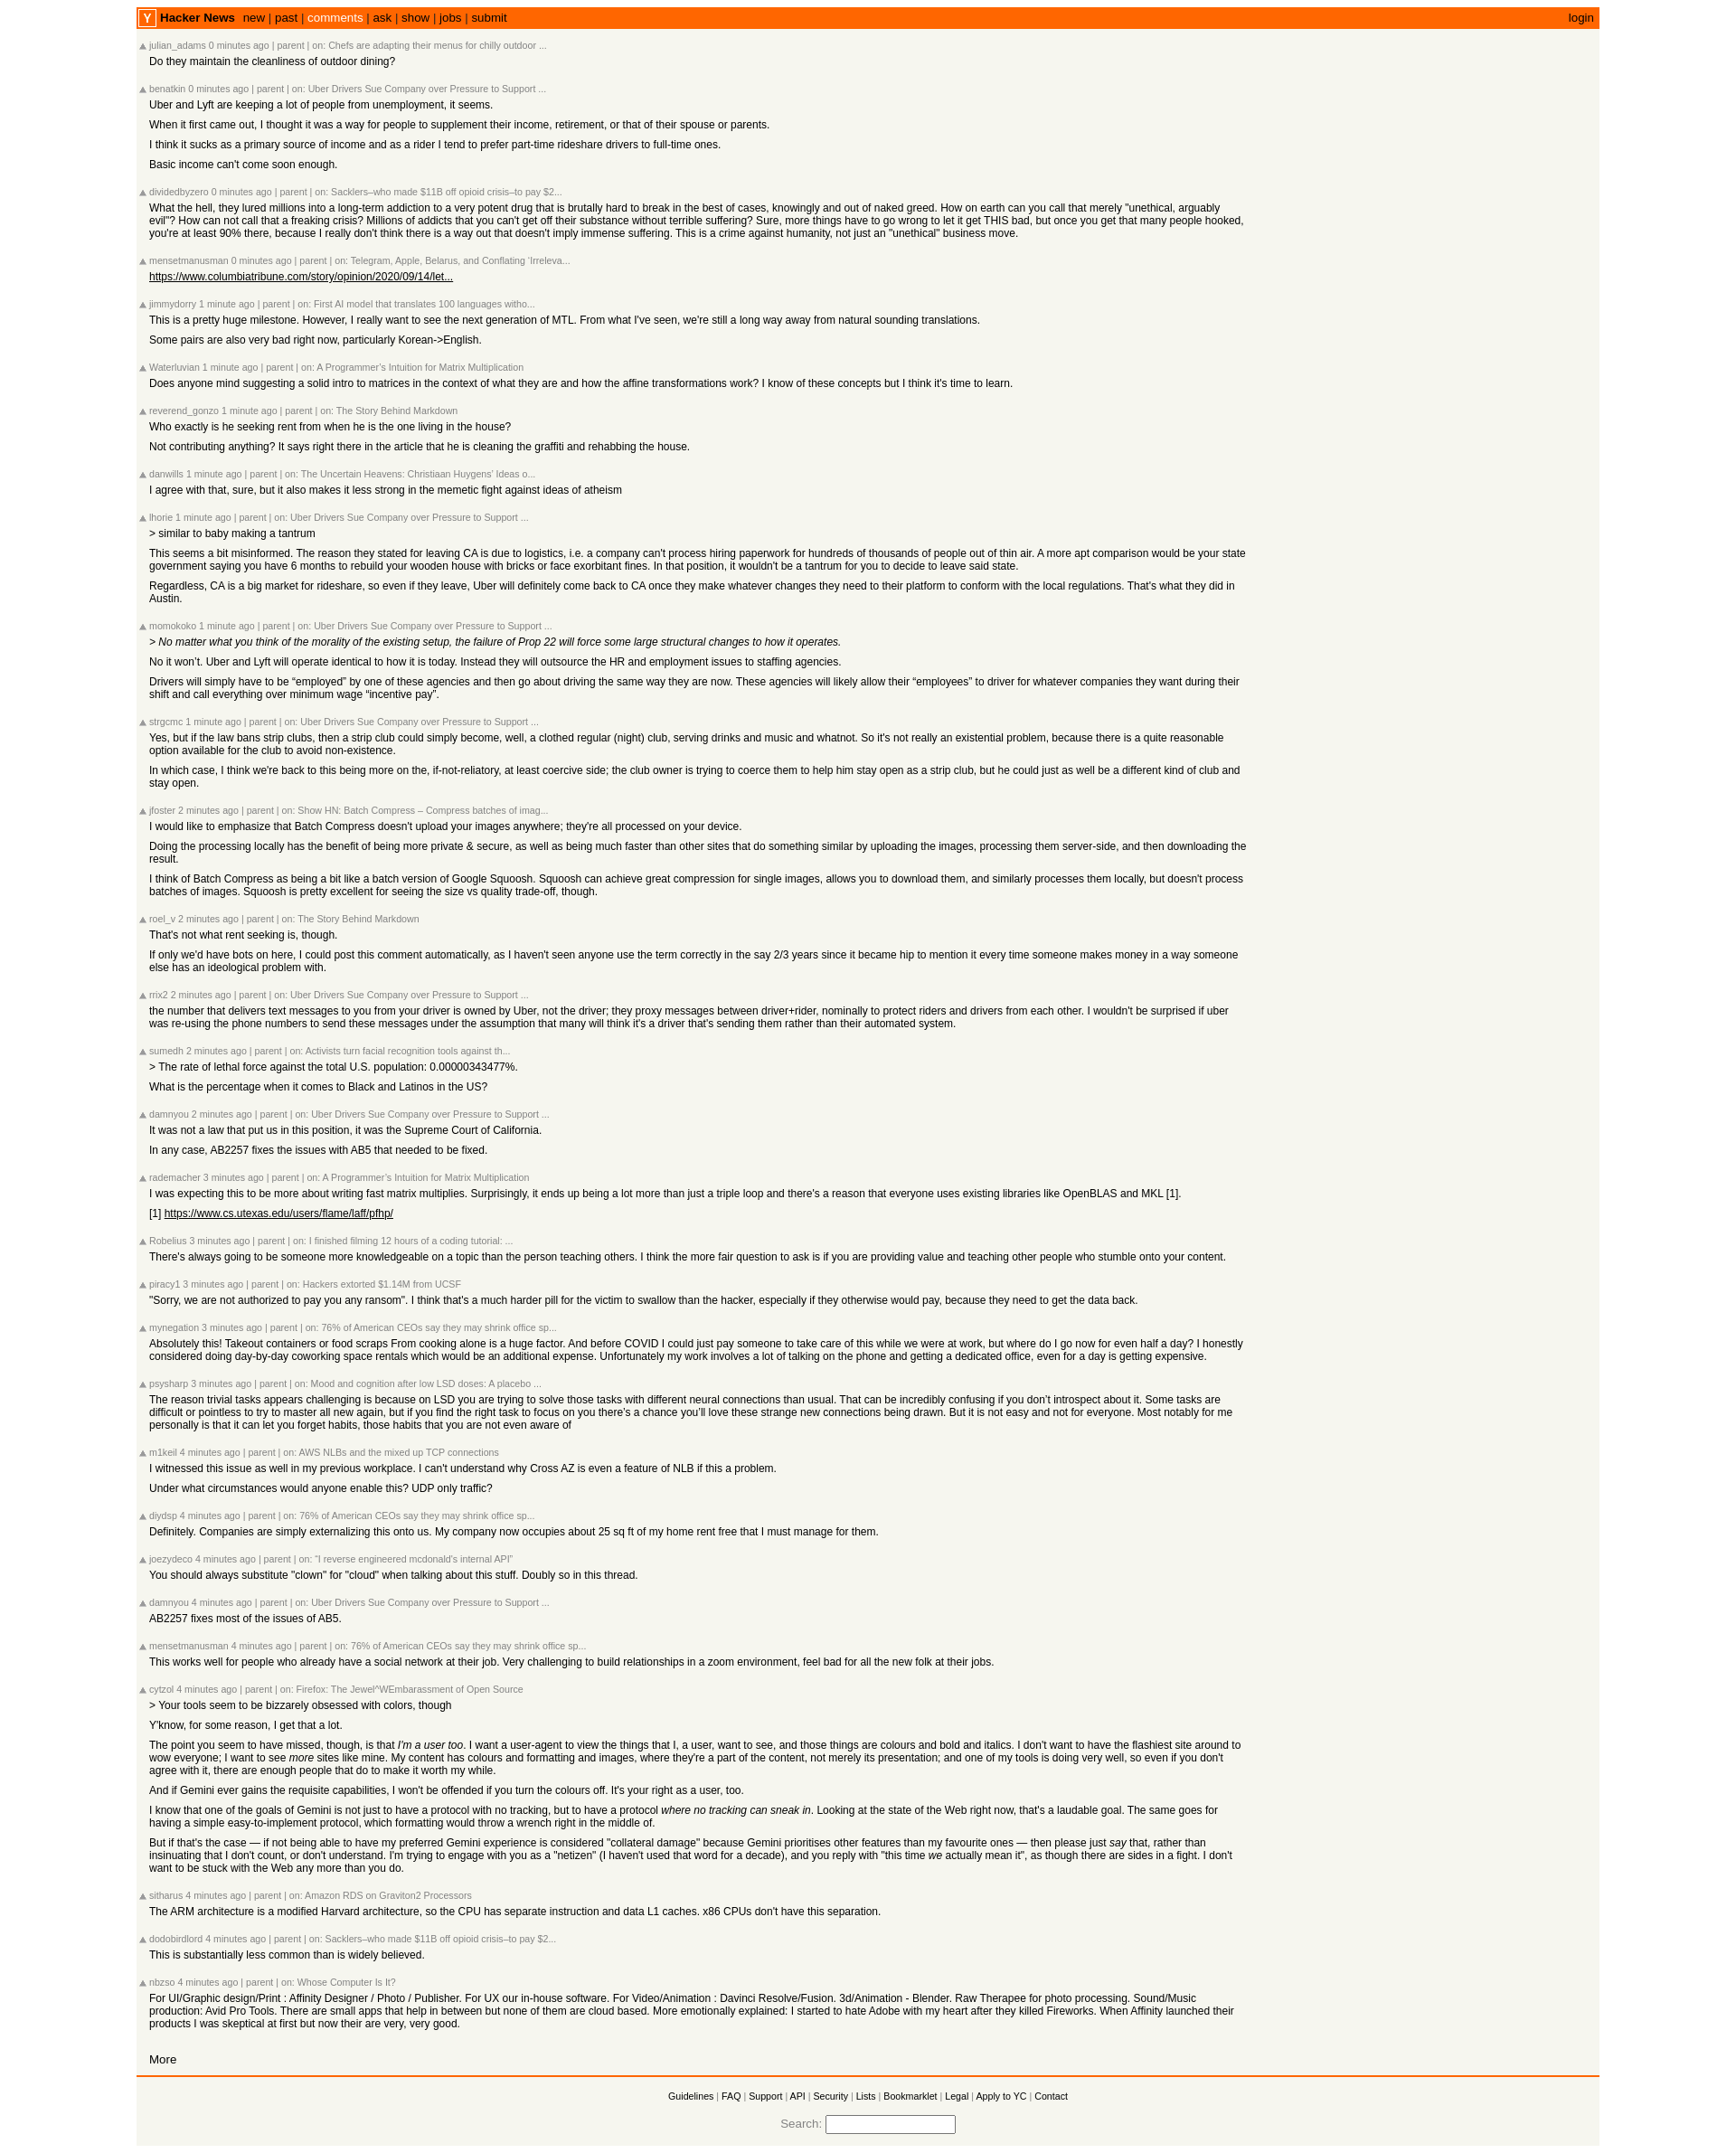 Y Hacker News new | past | comments | ask | show | jobs | submit login
julian_adams 0 minutes ago | parent | on: Chefs are adapting their menus for chilly outdoor ...
Do they maintain the cleanliness of outdoor dining?
benatkin 0 minutes ago | parent | on: Uber Drivers Sue Company over Pressure to Support ...
Uber and Lyft are keeping a lot of people from unemployment, it seems.
When it first came out, I thought it was a way for people to supplement their income, retirement, or that of their spouse or parents.
I think it sucks as a primary source of income and as a rider I tend to prefer part-time rideshare drivers to full-time ones.
Basic income can't come soon enough.
dividedbyzero 0 minutes ago | parent | on: Sacklers–who made $11B off opioid crisis–to pay $2...
What the hell, they lured millions into a long-term addiction to a very potent drug that is brutally hard to break in the best of cases, knowingly and out of naked greed. How on earth can you call that merely "unethical, arguably
evil"? How can not call that a freaking crisis? Millions of addicts that you can't get off their substance without terrible suffering? Sure, more things have to go wrong to let it get THIS bad, but once you get that many people hooked,
you're at least 90% there, because I really don't think there is a way out that doesn't imply immense suffering. This is a crime against humanity, not just an "unethical" business move.
mensetmanusman 0 minutes ago | parent | on: Telegram, Apple, Belarus, and Conflating 'Irreleva...
https://www.columbiatribune.com/story/opinion/2020/09/14/let...
jimmydorry 1 minute ago | parent | on: First AI model that translates 100 languages witho...
This is a pretty huge milestone. However, I really want to see the next generation of MTL. From what I've seen, we're still a long way away from natural sounding translations.
Some pairs are also very bad right now, particularly Korean->English.
Waterluvian 1 minute ago | parent | on: A Programmer's Intuition for Matrix Multiplication
Does anyone mind suggesting a solid intro to matrices in the context of what they are and how the affine transformations work? I know of these concepts but I think it's time to learn.
reverend_gonzo 1 minute ago | parent | on: The Story Behind Markdown
Who exactly is he seeking rent from when he is the one living in the house?
Not contributing anything? It says right there in the article that he is cleaning the graffiti and rehabbing the house.
danwills 1 minute ago | parent | on: The Uncertain Heavens: Christiaan Huygens' Ideas o...
I agree with that, sure, but it also makes it less strong in the memetic fight against ideas of atheism
lhorie 1 minute ago | parent | on: Uber Drivers Sue Company over Pressure to Support ...
> similar to baby making a tantrum
This seems a bit misinformed. The reason they stated for leaving CA is due to logistics, i.e. a company can't process hiring paperwork for hundreds of thousands of people out of thin air. A more apt comparison would be your state
government saying you have 6 months to rebuild your wooden house with bricks or face exorbitant fines. In that position, it wouldn't be a tantrum for you to decide to leave said state.
Regardless, CA is a big market for rideshare, so even if they leave, Uber will definitely come back to CA once they make whatever changes they need to their platform to conform with the local regulations. That's what they did in
Austin.
momokoko 1 minute ago | parent | on: Uber Drivers Sue Company over Pressure to Support ...
> No matter what you think of the morality of the existing setup, the failure of Prop 22 will force some large structural changes to how it operates.
No it won't. Uber and Lyft will operate identical to how it is today. Instead they will outsource the HR and employment issues to staffing agencies.
Drivers will simply have to be “employed” by one of these agencies and then go about driving the same way they are now. These agencies will likely allow their “employees” to driver for whatever companies they want during their
shift and call everything over minimum wage “incentive pay”.
strgcmc 1 minute ago | parent | on: Uber Drivers Sue Company over Pressure to Support ...
Yes, but if the law bans strip clubs, then a strip club could simply become, well, a clothed regular (night) club, serving drinks and music and whatnot. So it's not really an existential problem, because there is a quite reasonable
option available for the club to avoid non-existence.
In which case, I think we're back to this being more on the, if-not-reliatory, at least coercive side; the club owner is trying to coerce them to help him stay open as a strip club, but he could just as well be a different kind of club and
stay open.
jfoster 2 minutes ago | parent | on: Show HN: Batch Compress – Compress batches of imag...
I would like to emphasize that Batch Compress doesn't upload your images anywhere; they're all processed on your device.
Doing the processing locally has the benefit of being more private & secure, as well as being much faster than other sites that do something similar by uploading the images, processing them server-side, and then downloading the
result.
I think of Batch Compress as being a bit like a batch version of Google Squoosh. Squoosh can achieve great compression for single images, allows you to download them, and similarly processes them locally, but doesn't process
batches of images. Squoosh is pretty excellent for seeing the size vs quality trade-off, though.
roel_v 2 minutes ago | parent | on: The Story Behind Markdown
That's not what rent seeking is, though.
If only we'd have bots on here, I could post this comment automatically, as I haven't seen anyone use the term correctly in the say 2/3 years since it became hip to mention it every time someone makes money in a way someone
else has an ideological problem with.
rrix2 2 minutes ago | parent | on: Uber Drivers Sue Company over Pressure to Support ...
the number that delivers text messages to you from your driver is owned by Uber, not the driver; they proxy messages between driver+rider, nominally to protect riders and drivers from each other. I wouldn't be surprised if uber
was re-using the phone numbers to send these messages under the assumption that many will think it's a driver that's sending them rather than their automated system.
sumedh 2 minutes ago | parent | on: Activists turn facial recognition tools against th...
> The rate of lethal force against the total U.S. population: 0.00000343477%.
What is the percentage when it comes to Black and Latinos in the US?
damnyou 2 minutes ago | parent | on: Uber Drivers Sue Company over Pressure to Support ...
It was not a law that put us in this position, it was the Supreme Court of California.
In any case, AB2257 fixes the issues with AB5 that needed to be fixed.
rademacher 3 minutes ago | parent | on: A Programmer's Intuition for Matrix Multiplication
I was expecting this to be more about writing fast matrix multiplies. Surprisingly, it ends up being a lot more than just a triple loop and there's a reason that everyone uses existing libraries like OpenBLAS and MKL [1].
[1] https://www.cs.utexas.edu/users/flame/laff/pfhp/
Robelius 3 minutes ago | parent | on: I finished filming 12 hours of a coding tutorial: ...
There's always going to be someone more knowledgeable on a topic than the person teaching others. I think the more fair question to ask is if you are providing value and teaching other people who stumble onto your content.
piracy1 3 minutes ago | parent | on: Hackers extorted $1.14M from UCSF
"Sorry, we are not authorized to pay you any ransom". I think that's a much harder pill for the victim to swallow than the hacker, especially if they otherwise would pay, because they need to get the data back.
mynegation 3 minutes ago | parent | on: 76% of American CEOs say they may shrink office sp...
Absolutely this! Takeout containers or food scraps From cooking alone is a huge factor. And before COVID I could just pay someone to take care of this while we were at work, but where do I go now for even half a day? I honestly
considered doing day-by-day coworking space rentals which would be an additional expense. Unfortunately my work involves a lot of talking on the phone and getting a dedicated office, even for a day is getting expensive.
psysharp 3 minutes ago | parent | on: Mood and cognition after low LSD doses: A placebo ...
The reason trivial tasks appears challenging is because on LSD you are trying to solve those tasks with different neural connections than usual. That can be incredibly confusing if you don't introspect about it. Some tasks are
difficult or pointless to try to master all new again, but if you find the right task to focus on you there's a chance you'll love these strange new connections being drawn. But it is not easy and not for everyone. Most notably for me
personally is that it can let you forget habits, those habits that you are not even aware of
m1keil 4 minutes ago | parent | on: AWS NLBs and the mixed up TCP connections
I witnessed this issue as well in my previous workplace. I can't understand why Cross AZ is even a feature of NLB if this a problem.
Under what circumstances would anyone enable this? UDP only traffic?
diydsp 4 minutes ago | parent | on: 76% of American CEOs say they may shrink office sp...
Definitely. Companies are simply externalizing this onto us. My company now occupies about 25 sq ft of my home rent free that I must manage for them.
joezydeco 4 minutes ago | parent | on: “I reverse engineered mcdonald's internal API”
You should always substitute "clown" for "cloud" when talking about this stuff. Doubly so in this thread.
damnyou 4 minutes ago | parent | on: Uber Drivers Sue Company over Pressure to Support ...
AB2257 fixes most of the issues of AB5.
mensetmanusman 4 minutes ago | parent | on: 76% of American CEOs say they may shrink office sp...
This works well for people who already have a social network at their job. Very challenging to build relationships in a zoom environment, feel bad for all the new folk at their jobs.
cytzol 4 minutes ago | parent | on: Firefox: The Jewel^WEmbarassment of Open Source
> Your tools seem to be bizzarely obsessed with colors, though
Y'know, for some reason, I get that a lot.
The point you seem to have missed, though, is that I'm a user too. I want a user-agent to view the things that I, a user, want to see, and those things are colours and bold and italics. I don't want to have the flashiest site around to
wow everyone; I want to see more sites like mine. My content has colours and formatting and images, where they're a part of the content, not merely its presentation; and one of my tools is doing very well, so even if you don't
agree with it, there are enough people that do to make it worth my while.
And if Gemini ever gains the requisite capabilities, I won't be offended if you turn the colours off. It's your right as a user, too.
I know that one of the goals of Gemini is not just to have a protocol with no tracking, but to have a protocol where no tracking can sneak in. Looking at the state of the Web right now, that's a laudable goal. The same goes for
having a simple easy-to-implement protocol, which formatting would throw a wrench right in the middle of.
But if that's the case — if not being able to have my preferred Gemini experience is considered "collateral damage" because Gemini prioritises other features than my favourite ones — then please just say that, rather than
insinuating that I don't count, or don't understand. I'm trying to engage with you as a "netizen" (I haven't used that word for a decade), and you reply with "this time we actually mean it", as though there are sides in a fight. I don't
want to be stuck with the Web any more than you do.
sitharus 4 minutes ago | parent | on: Amazon RDS on Graviton2 Processors
The ARM architecture is a modified Harvard architecture, so the CPU has separate instruction and data L1 caches. x86 CPUs don't have this separation.
dodobirdlord 4 minutes ago | parent | on: Sacklers–who made $11B off opioid crisis–to pay $2...
This is substantially less common than is widely believed.
nbzso 4 minutes ago | parent | on: Whose Computer Is It?
For UI/Graphic design/Print : Affinity Designer / Photo / Publisher. For UX our in-house software. For Video/Animation : Davinci Resolve/Fusion. 3d/Animation - Blender. Raw Therapee for photo processing. Sound/Music
production: Avid Pro Tools. There are small apps that help in between but none of them are cloud based. More emotionally explained: I started to hate Adobe with my heart after they killed Fireworks. When Affinity launched their
products I was skeptical at first but now their are very, very good.
More
Guidelines | FAQ | Support | API | Security | Lists | Bookmarklet | Legal | Apply to YC | Contact
Search: